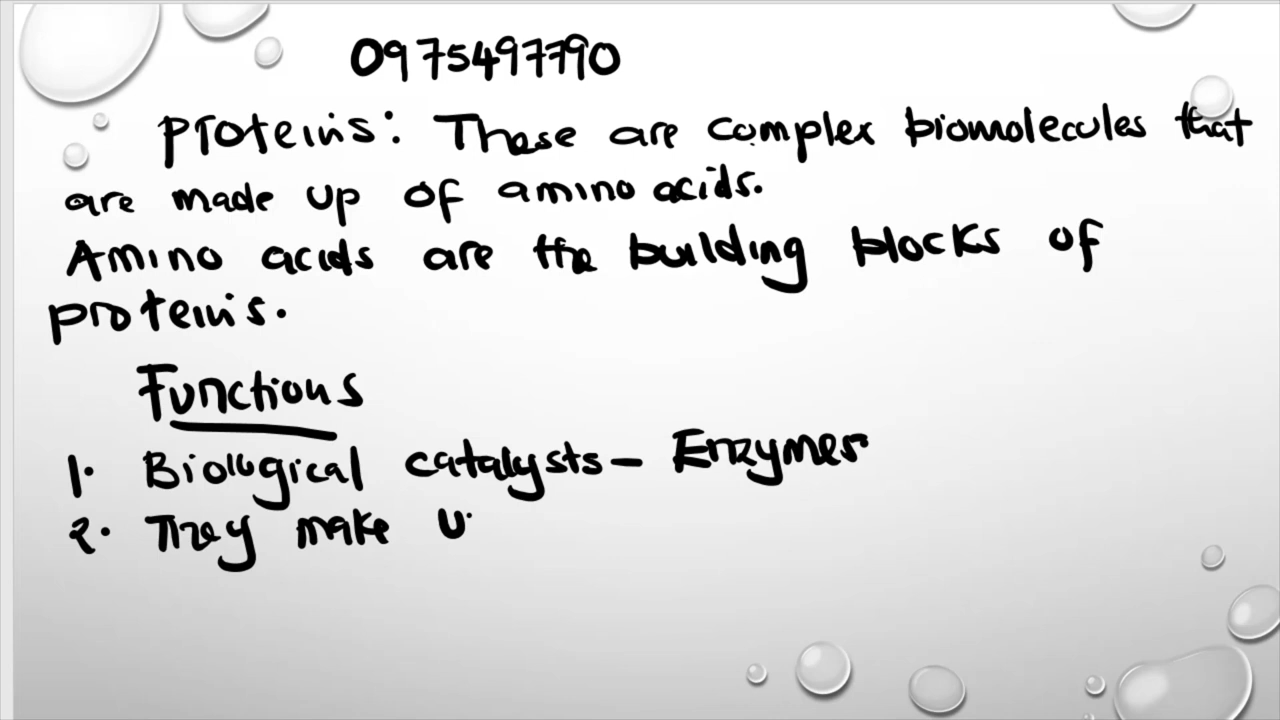 0975497790
Proteins: These are complex biomolecules that
are made up of amino acids.
Amino acids are the building blocks of
proteins.
Functions
1. Biological catalysts - Enzymes
2. They make u